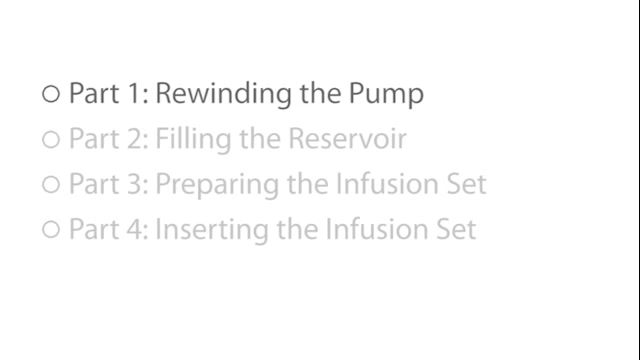 Part 1: Rewinding the Pump
Part 2: Filling the Reservoir
Part 3: Preparing the Infusion Set
Part 4: Inserting the Infusion Set